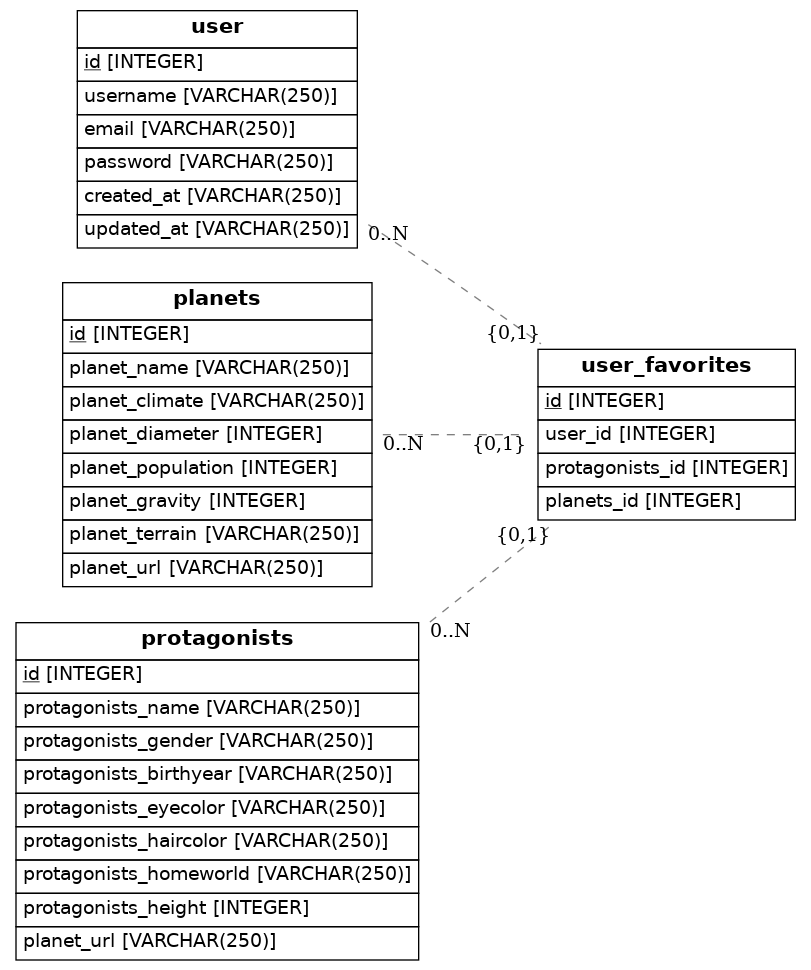 user
id [INTEGER]
username [VARCHAR(250)]
email [VARCHAR(250)]
password [VARCHAR(250)]
created_at [VARCHAR(250)]
updated_at [VARCHAR(250)]
0..N
{0,1}
planets
id [INTEGER]
planet_name [VARCHAR(250)]
planet_climate [VARCHAR(250)]
planet_diameter [INTEGER]
planet_population [INTEGER]
planet_gravity [INTEGER]
planet_terrain [VARCHAR(250)]
planet_url [VARCHAR(250)]
0..N
{0,1}
user_favorites
id [INTEGER]
user_id [INTEGER]
protagonists_id [INTEGER]
planets_id [INTEGER]
{0,1}
0..N
protagonists
id [INTEGER]
protagonists_name [VARCHAR(250)]
protagonists_gender [VARCHAR(250)]
protagonists_birthyear [VARCHAR(250)]
protagonists_eyecolor [VARCHAR(250)]
protagonists_haircolor [VARCHAR(250)]
protagonists_homeworld [VARCHAR(250)]
protagonists_height [INTEGER]
planet_url [VARCHAR(250)]